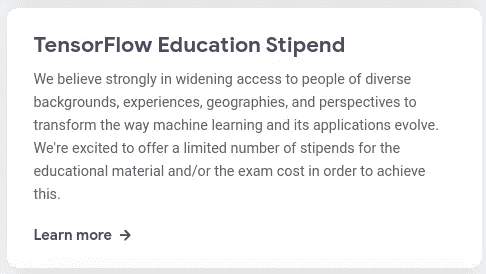 TensorFlow Education Stipend
We believe strongly in widening access to people of diverse
backgrounds, experiences, geographies, and perspectives to
transform the way machine learning and its applications evolve.
We're excited to offer a limited number of stipends for the
educational material and/or the exam cost in order to achieve
this.
Learn more →